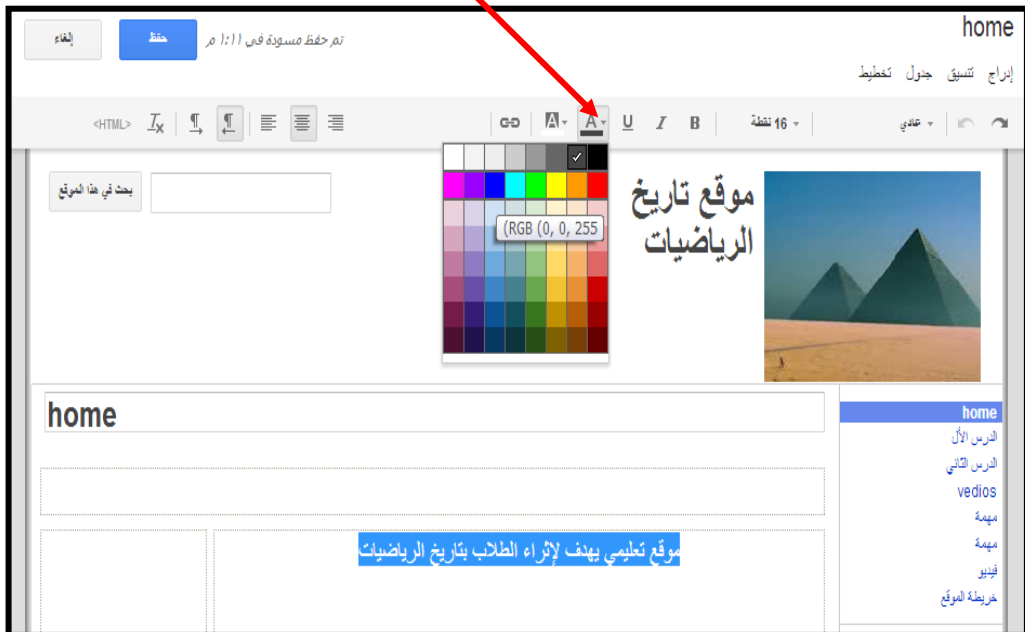 home
تم حفظ مسودة في ١:١١ م
حفظ
إلغاء
إدراج تنسيق جدول تخطيط
عادي
16 نقطة
B I U A A
<HTML>
موقع تاريخ
الرياضيات
بحث في هذا الموقع
(RGB (0, 0, 255
home
home
الدرس الأل
الدرس الثاني
vedios
مهمة
مهمة
فيديو
خريطة الموقع
موقع تعليمي يهدف لإثراء الطلاب بتاريخ الرياضيات